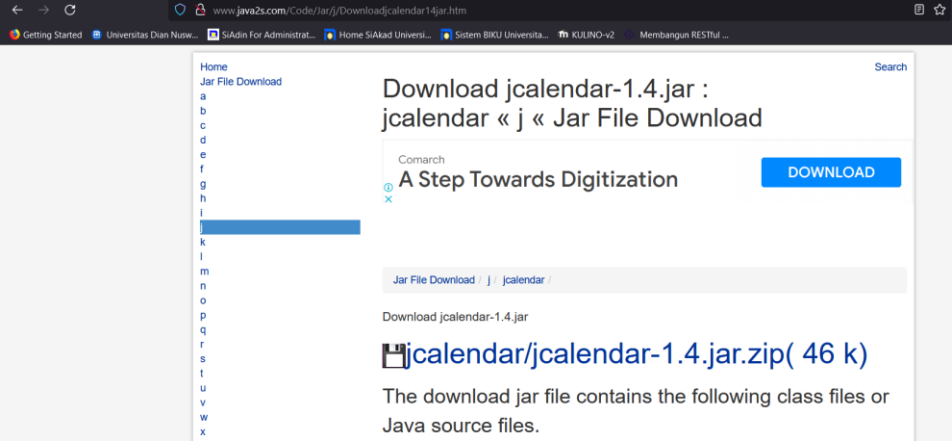 www.java2s.com/Code/Jar/j/Downloadjcalendar14jar.htm
Getting Started
Universitas Dian Nusw...
SiAdin For Administrat...
Home SiAkad Universi...
Sistem BIKU Universita...
KULINO-v2
Membangun RESTful ...
Home
Search
Jar File Download
a
b
c
d
e
f
g
h
i
j
k
l
m
n
o
p
q
r
s
t
u
v
w
x
Download jcalendar-1.4.jar :
jcalendar « j « Jar File Download
Comarch
A Step Towards Digitization
DOWNLOAD
Jar File Download / j / jcalendar /
Download jcalendar-1.4.jar
jcalendar/jcalendar-1.4.jar.zip( 46 k)
The download jar file contains the following class files or
Java source files.